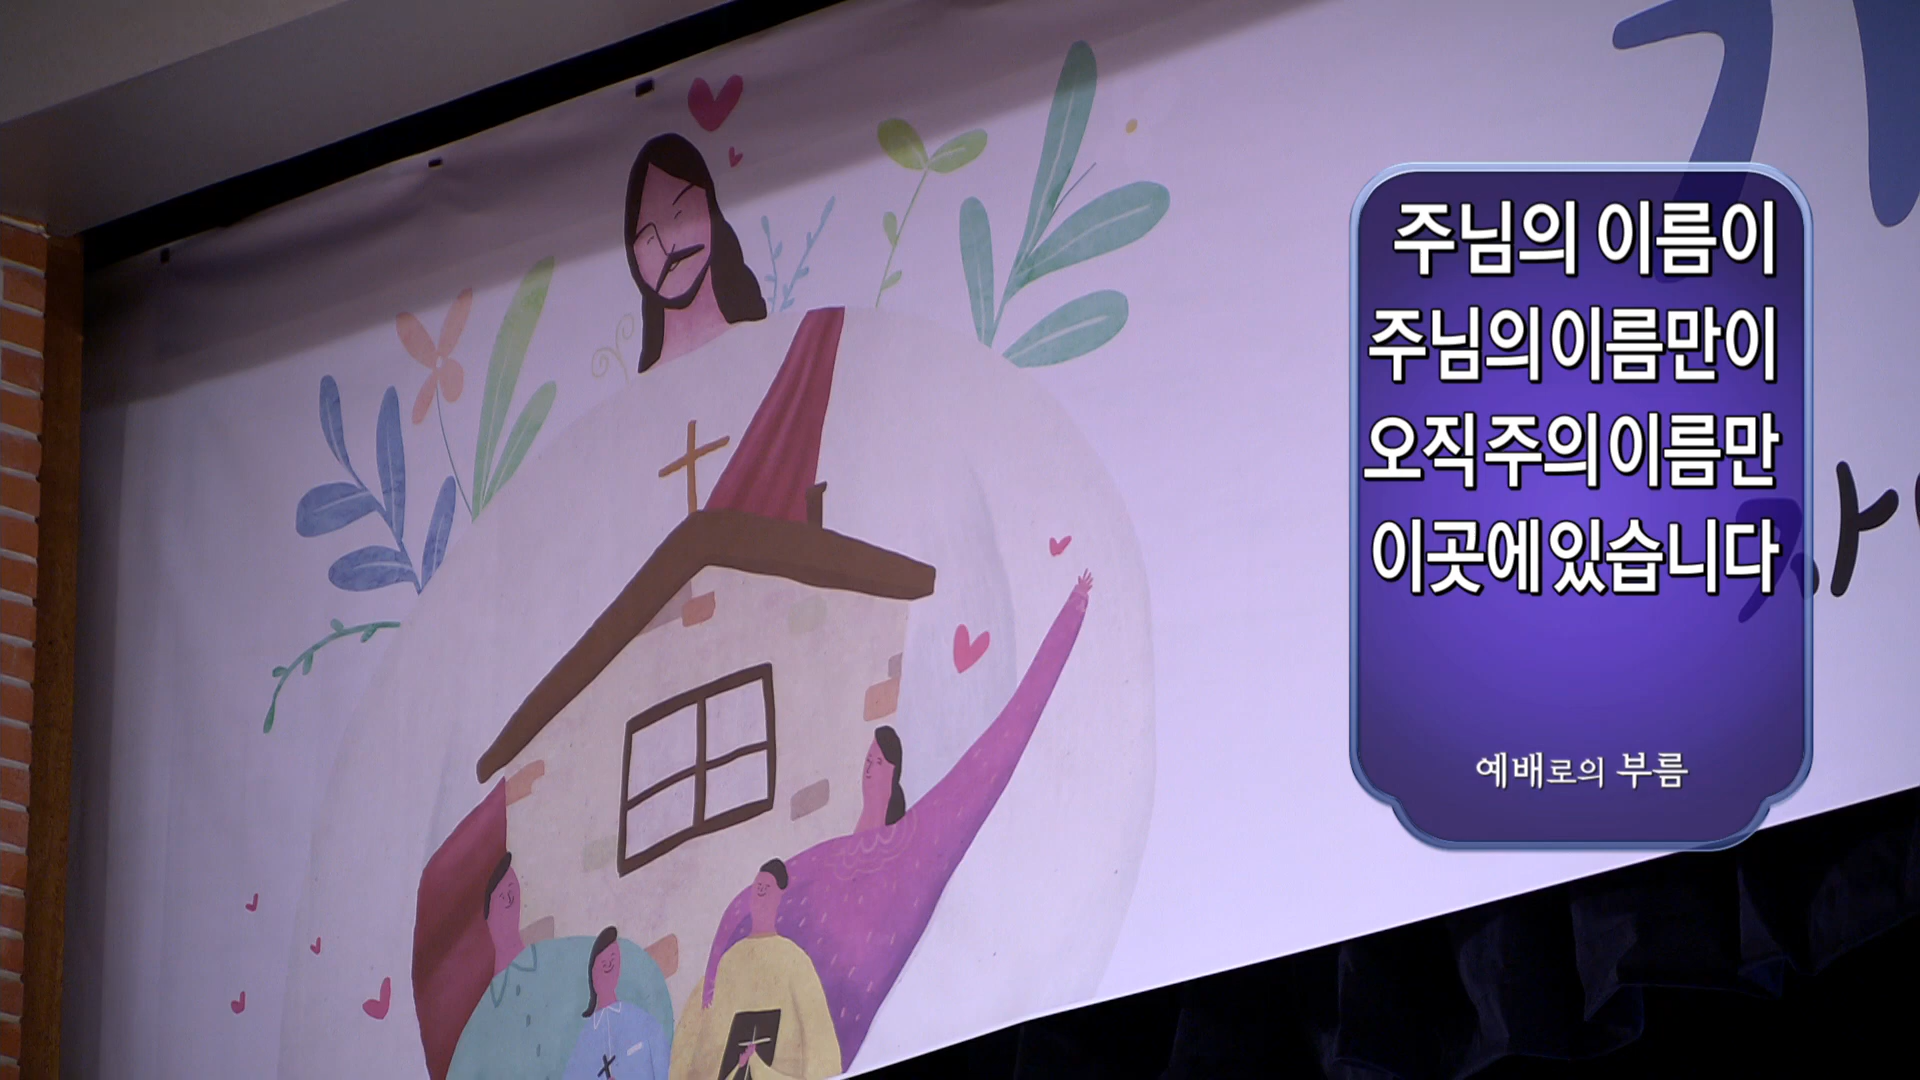 주님의 이름이
주님의 이름만이
오직 주의 이름만
이곳에 있습니다
예배로의 부름